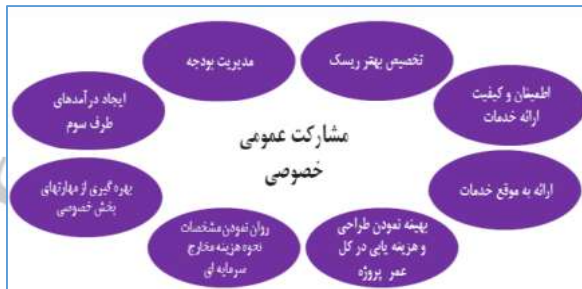 تخصیص بهتر ریسک
مدیریت بودجه
اطمینان و کیفیت
ارائه خدمات
ایجاد درآمدهای
طرف سوم
مشارکت عمومی
خصوصی
ارائه به موقع خدمات
بهره گیری از مهارتهای
بخش خصوصی
بهینه نمودن طراحی
و هزینه یابی در کل
عمر پروژه
روان نمودن مشخصات
نحوه هزینه مخارج
سرمایه ای